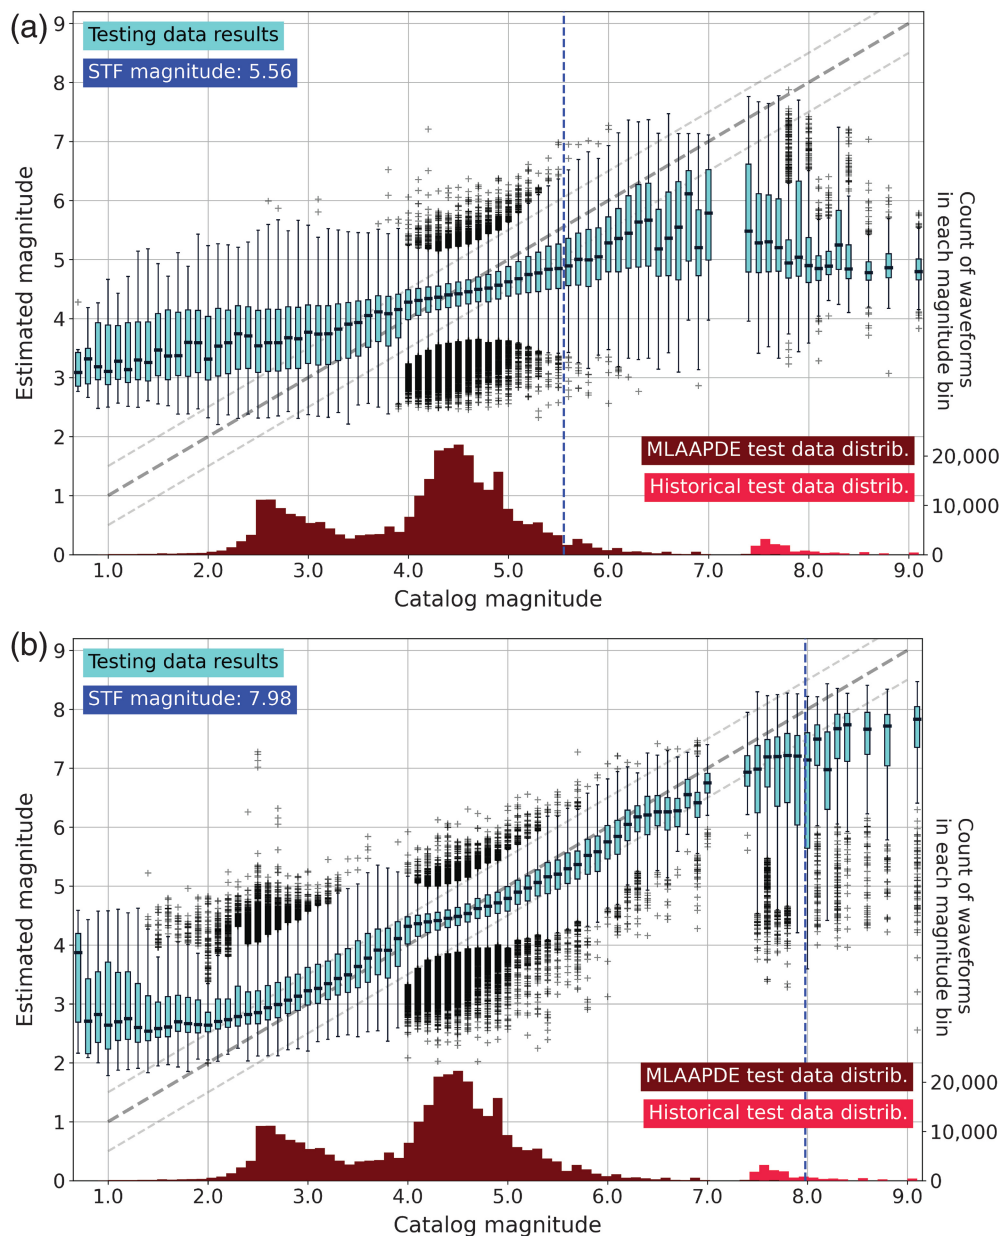 (a)
Testing data results
STF magnitude: 5.56
9
8
7
6
5
4
3
2
1
0
Estimated magnitude
Count of waveforms
in each magnitude bin
MLAAPDE test data distrib.
Historical test data distrib.
20,000
10,000
0
1.0 2.0 3.0 4.0 5.0 6.0 7.0 8.0 9.0
Catalog magnitude
(b)
Testing data results
STF magnitude: 7.98
9
8
7
6
5
4
3
2
1
0
Estimated magnitude
Count of waveforms
in each magnitude bin
MLAAPDE test data distrib.
Historical test data distrib.
20,000
10,000
0
1.0 2.0 3.0 4.0 5.0 6.0 7.0 8.0 9.0
Catalog magnitude